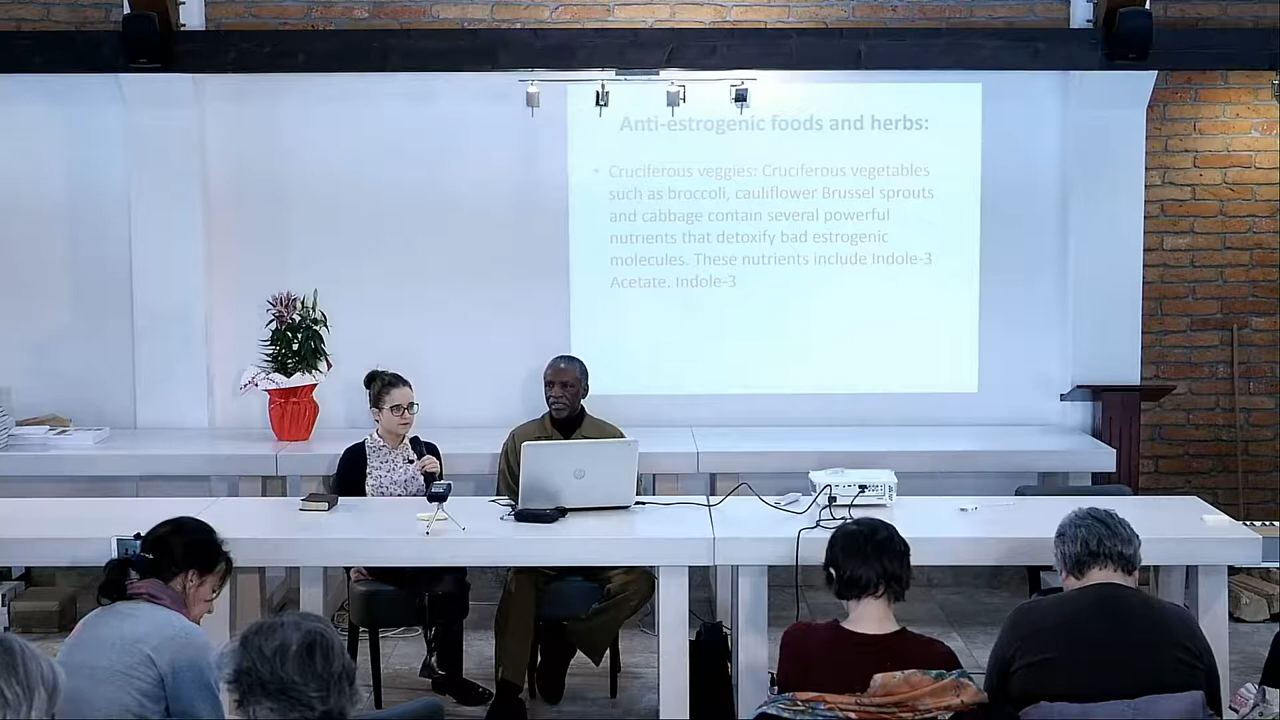 Anti-estrogenic foods and herbs:
• Cruciferous veggies: Cruciferous vegetables
such as broccoli, cauliflower Brussel sprouts
and cabbage contain several powerful
nutrients that detoxify bad estrogenic
molecules. These nutrients include Indole-3
Acetate. Indole-3
hp